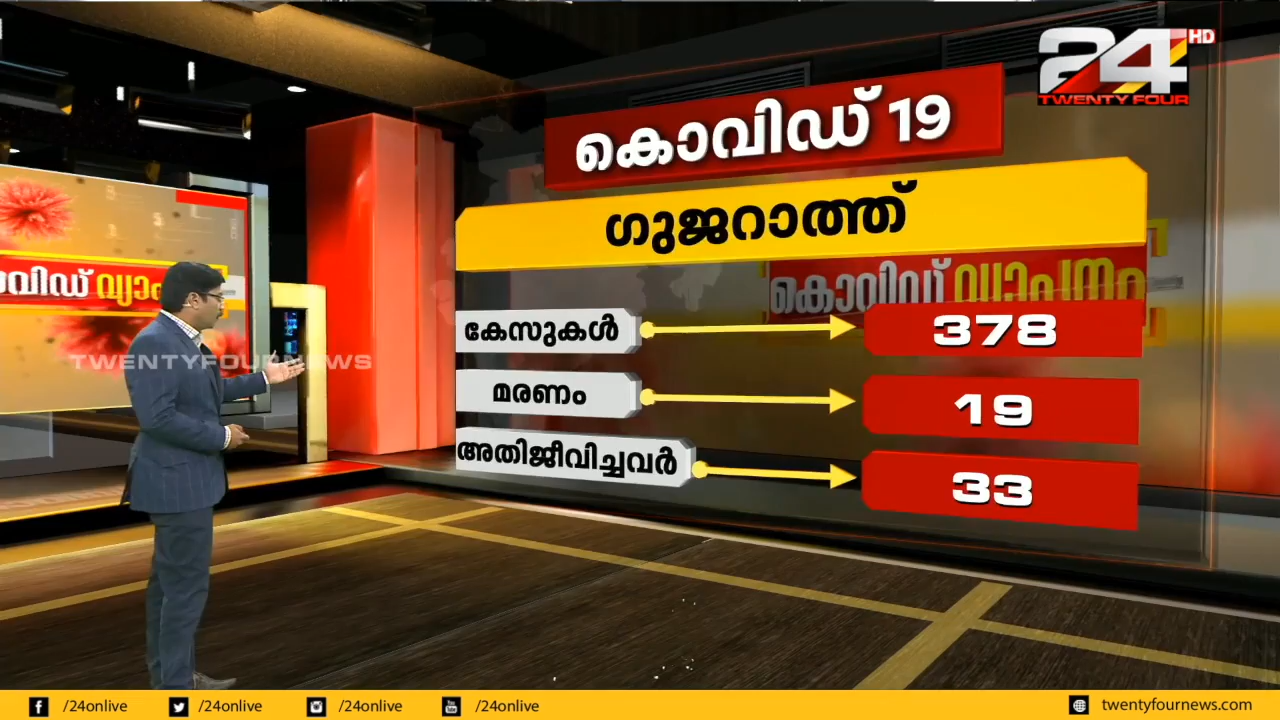 24 HD
TWENTY FOUR
കൊവിഡ് 19
ഗുജറാത്ത്
കൊവിഡ് വ്യാപനം
കേസുകൾ 378
മരണം 19
അതിജീവിച്ചവർ 33
TWENTYFOURNEWS
/24onlive /24onlive /24onlive /24onlive twentyfournews.com